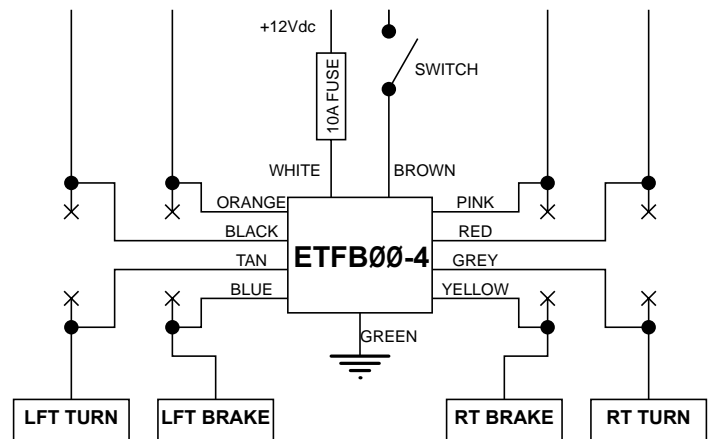 +12Vdc
SWITCH
10A FUSE
WHITE
BROWN
ORANGE
PINK
BLACK
RED
ETFBØØ-4
TAN
GREY
BLUE
YELLOW
GREEN
LFT TURN
LFT BRAKE
RT BRAKE
RT TURN